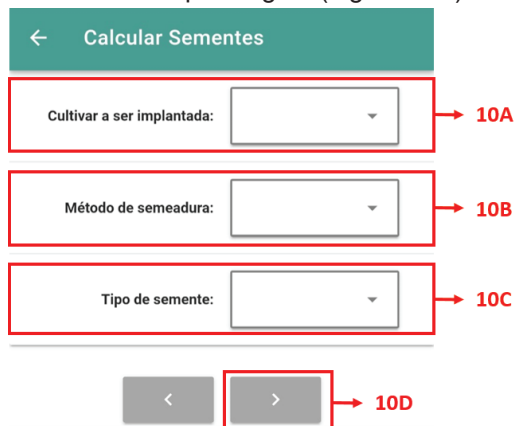 Calcular Sementes
Cultivar a ser implantada:
10A
Método de semeadura:
10B
Tipo de semente:
10C
10D